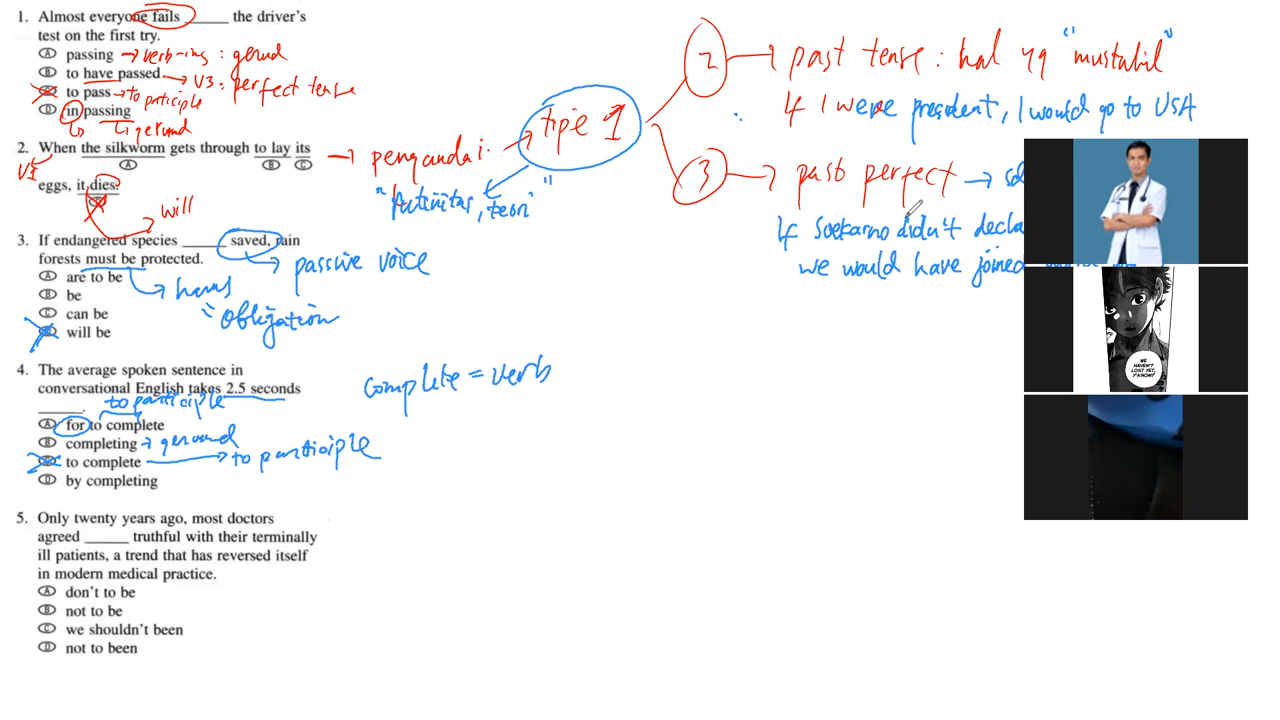 1. Almost everyone fails ______ the driver's
test on the first try.
A passing → verb-ing : gerund
B to have passed → V3 : perfect tense
to pass → to participle
D in passing
↳ gerund
2. When the silkworm gets through to lay its
A B C
eggs, it dies.
V1
will
→ pengandai.
→ tipe 1
"futinitas, teori"
2 → past tense : hal yg "mustahil"
If I were president, I would go to USA
3 → past perfect →
If Soekarno didn't decla
we would have joined
3. If endangered species ______ saved, rain
forests must be protected.
→ passive voice
A are to be
→ harus
B be
= obligation
C can be
will be
4. The average spoken sentence in
conversational English takes 2.5 seconds
______.
to participle
complete = verb
A for to complete
B completing → gerund
to complete → to participle
D by completing
5. Only twenty years ago, most doctors
agreed ______ truthful with their terminally
ill patients, a trend that has reversed itself
in modern medical practice.
A don't to be
B not to be
C we shouldn't been
D not to been
WE
HAVEN'T
LOST YET,
Y'KNOW?